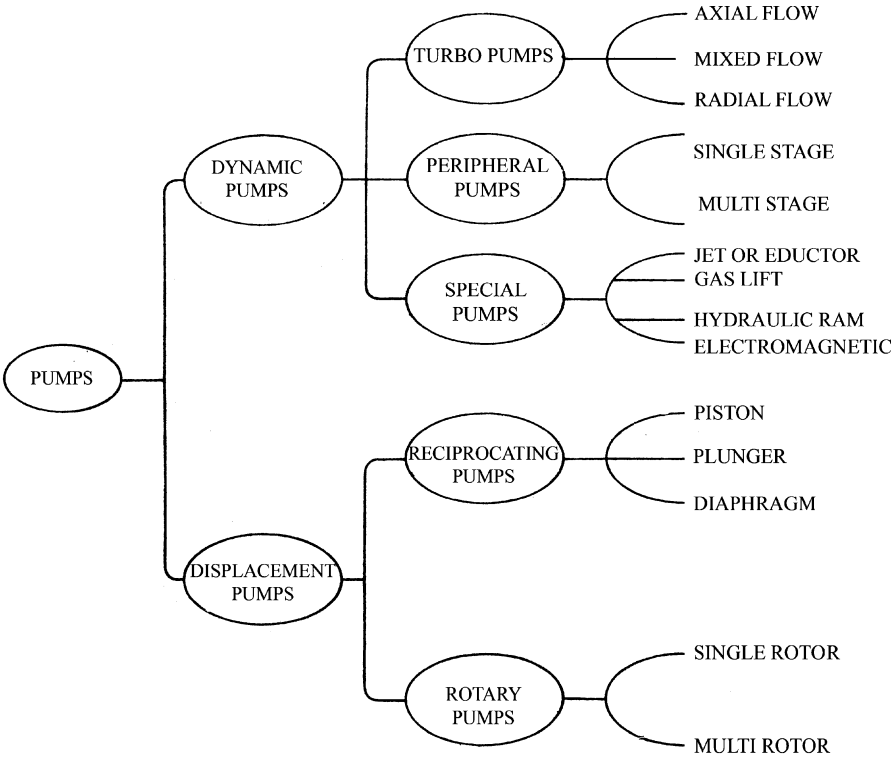 PUMPS
DYNAMIC
PUMPS
TURBO PUMPS
AXIAL FLOW
MIXED FLOW
RADIAL FLOW
PERIPHERAL
PUMPS
SINGLE STAGE
MULTI STAGE
SPECIAL
PUMPS
JET OR EDUCTOR
GAS LIFT
HYDRAULIC RAM
ELECTROMAGNETIC
DISPLACEMENT
PUMPS
RECIPROCATING
PUMPS
PISTON
PLUNGER
DIAPHRAGM
ROTARY
PUMPS
SINGLE ROTOR
MULTI ROTOR